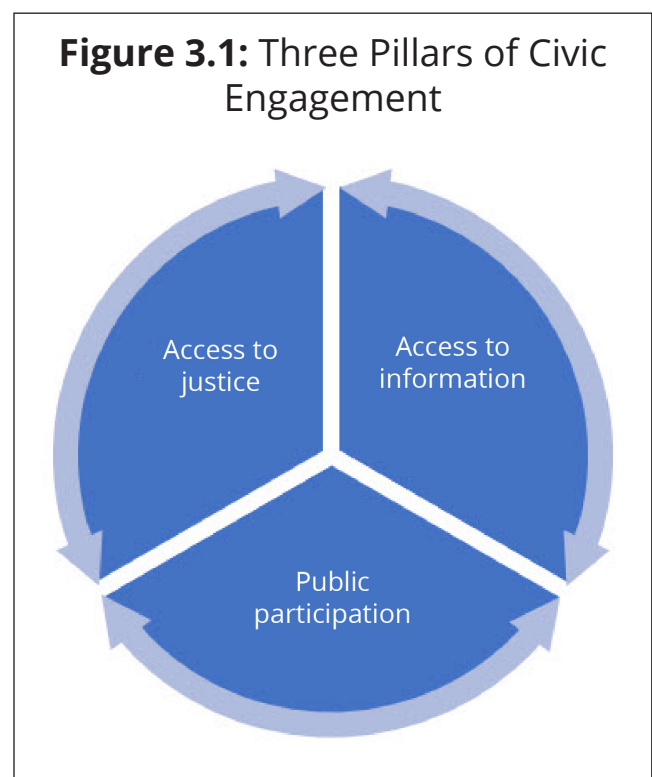 Figure 3.1: Three Pillars of Civic
Engagement
Access to
justice
Access to
information
Public
participation